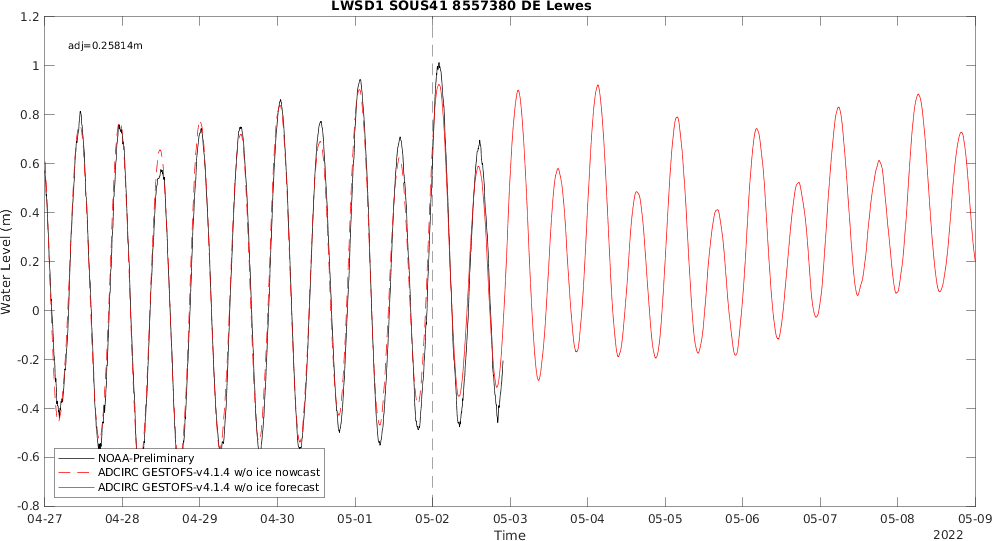 LWSD1 SOUS41 8557380 DE Lewes
adj=0.25814m
Water Level (m)
1.2
1
0.8
0.6
0.4
0.2
0
-0.2
-0.4
-0.6
-0.8
NOAA-Preliminary
ADCIRC GESTOFS-v4.1.4 w/o ice nowcast
ADCIRC GESTOFS-v4.1.4 w/o ice forecast
04-27 04-28 04-29 04-30 05-01 05-02 05-03 05-04 05-05 05-06 05-07 05-08 05-09
Time
2022